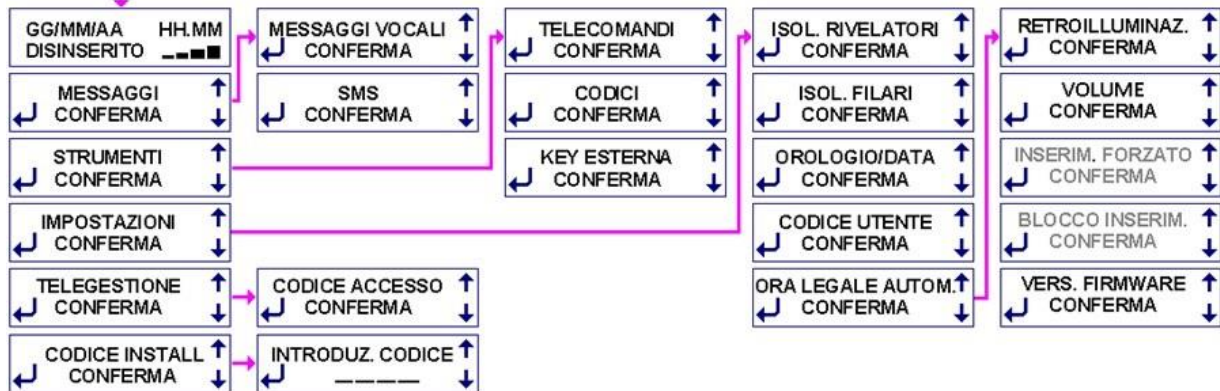 GG/MM/AA HH.MM
DISINSERITO
MESSAGGI
CONFERMA
STRUMENTI
CONFERMA
IMPOSTAZIONI
CONFERMA
TELEGESTIONE
CONFERMA
CODICE INSTALL
CONFERMA
MESSAGGI VOCALI
CONFERMA
SMS
CONFERMA
CODICE ACCESSO
CONFERMA
INTRODUZ. CODICE
_ _ _ _
TELECOMANDI
CONFERMA
CODICI
CONFERMA
KEY ESTERNA
CONFERMA
ISOL. RIVELATORI
CONFERMA
ISOL. FILARI
CONFERMA
OROLOGIO/DATA
CONFERMA
CODICE UTENTE
CONFERMA
ORA LEGALE AUTOM.
CONFERMA
RETROILLUMINAZ.
CONFERMA
VOLUME
CONFERMA
INSERIM. FORZATO
CONFERMA
BLOCCO INSERIM.
CONFERMA
VERS. FIRMWARE
CONFERMA